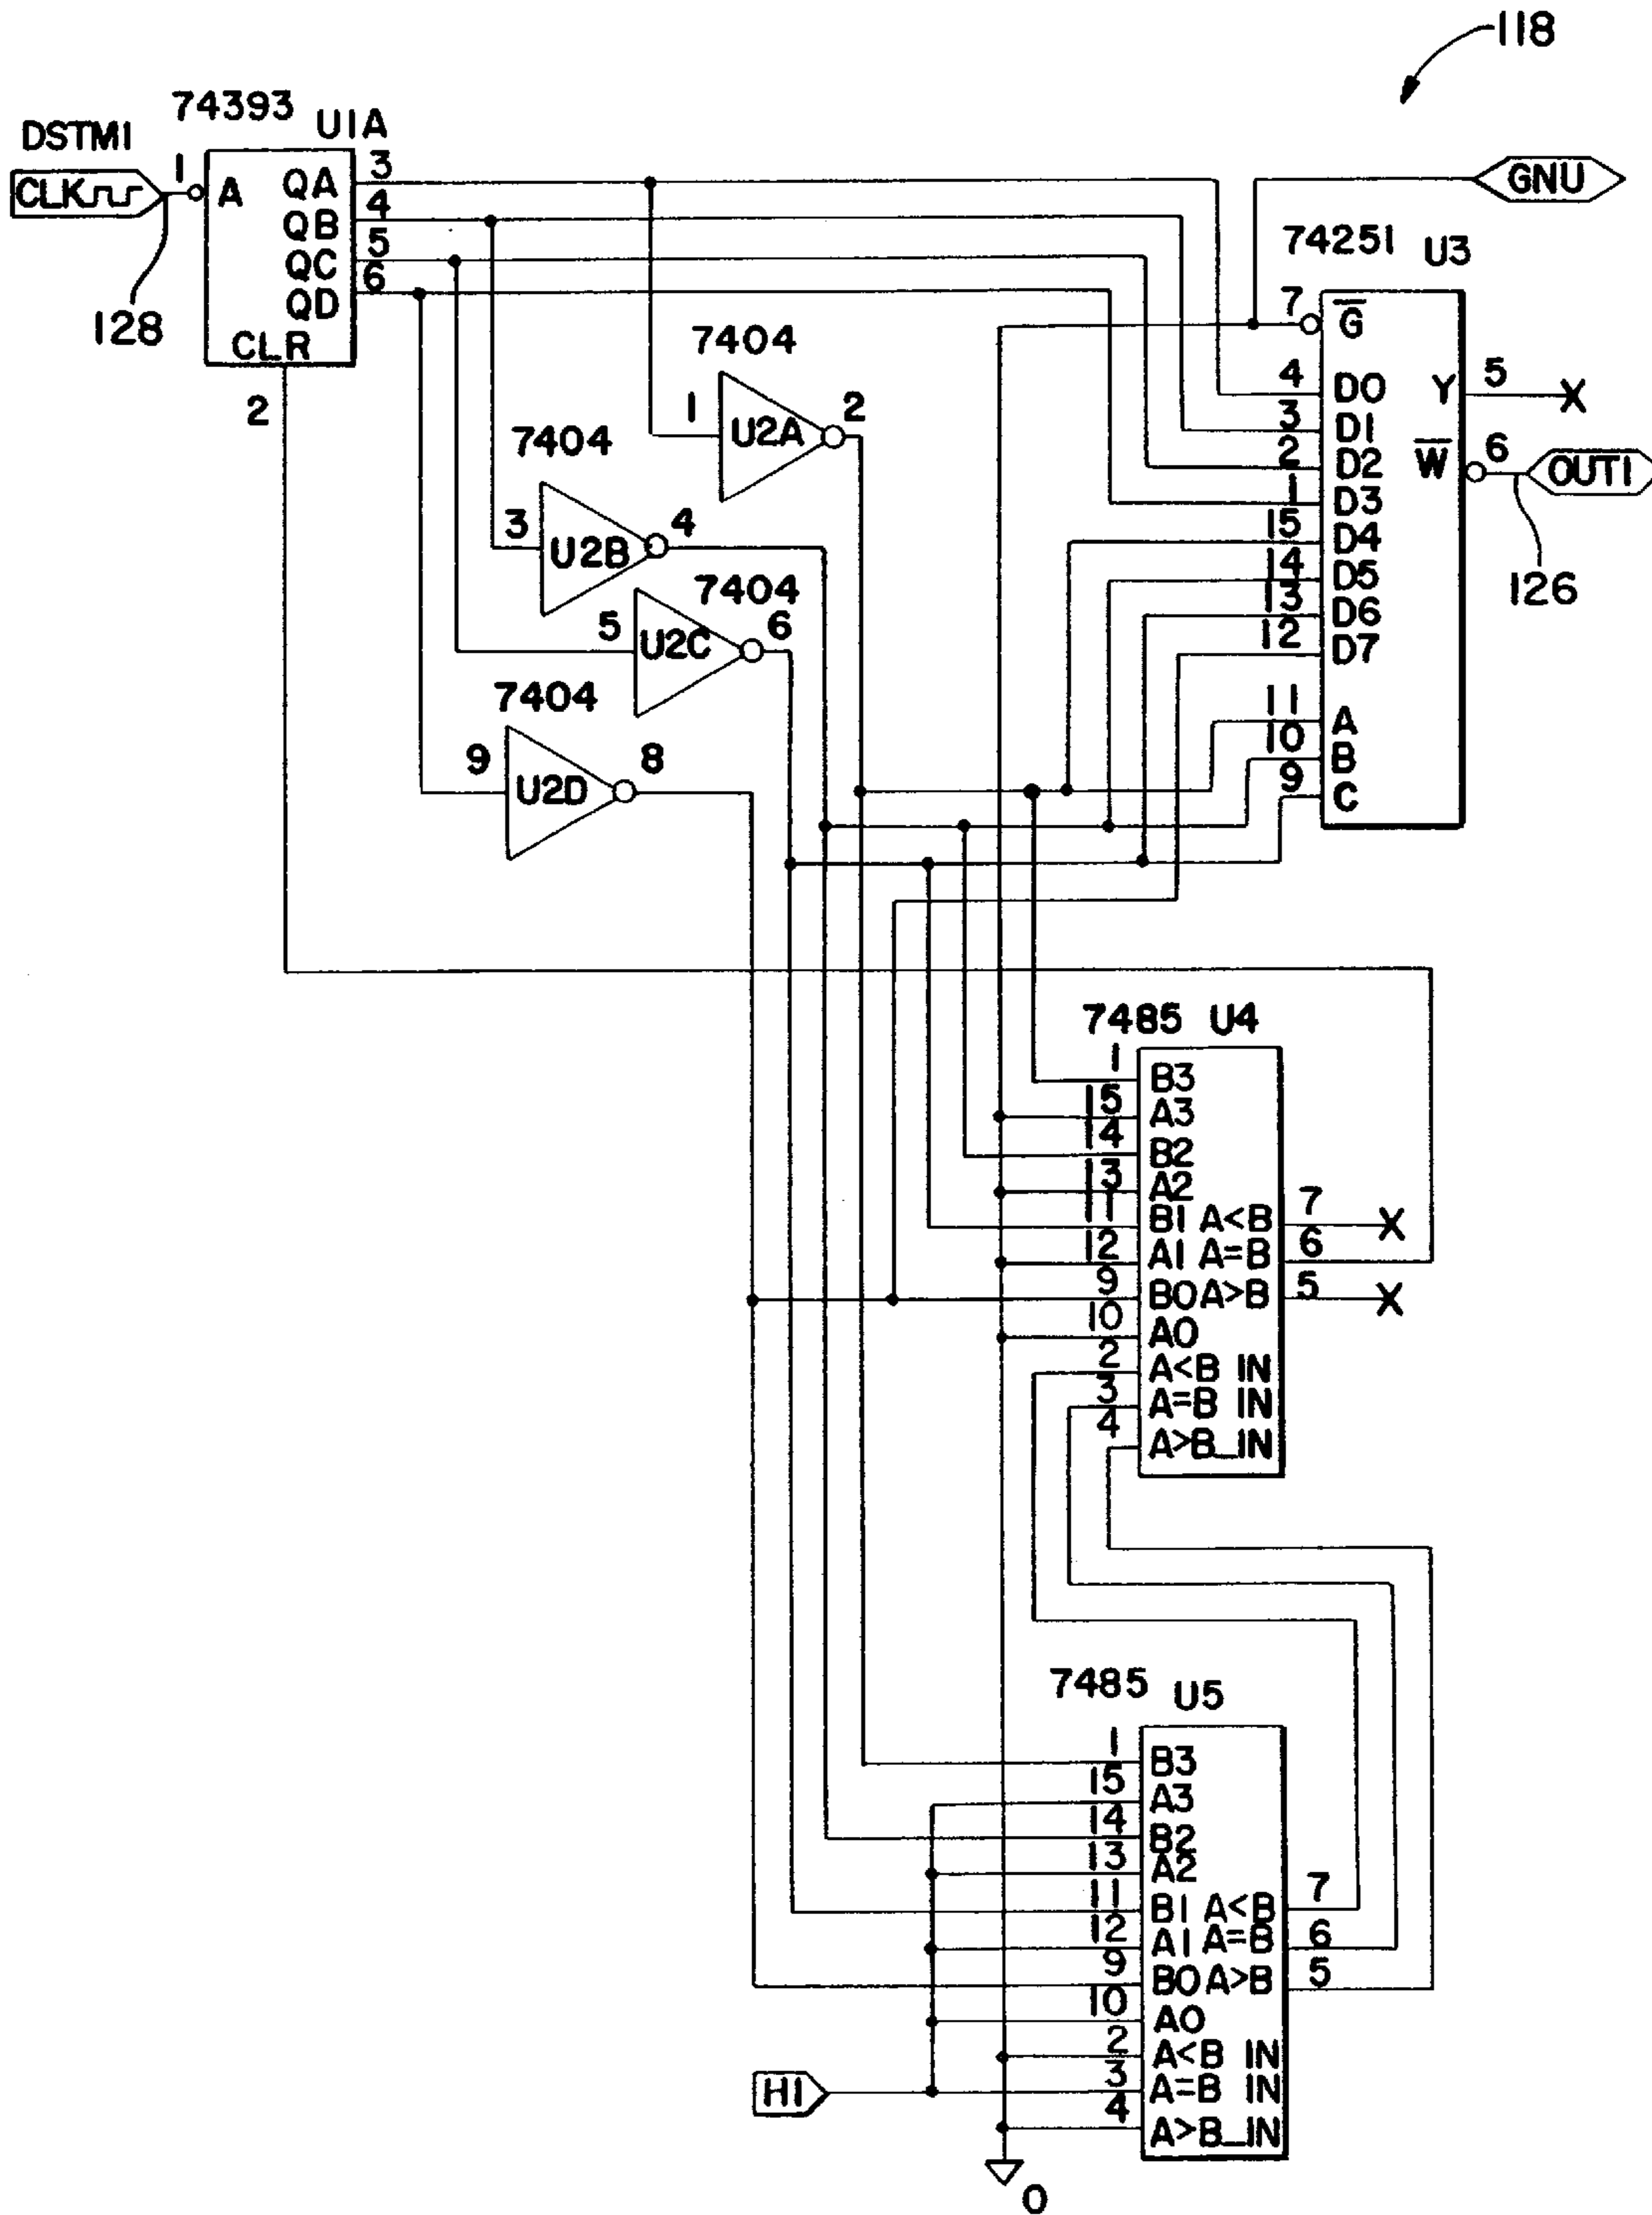 118
74393
U1A
DSTM1
CLK
1
A
QA
3
QB
4
QC
5
QD
6
CLR
2
128
GNU
74251
U3
7
G
4
D0
Y
5
X
3
D1
2
D2
W
6
OUT1
1
D3
15
D4
14
D5
126
13
D6
12
D7
11
A
10
B
9
C
7404
1
U2A
2
7404
3
U2B
4
7404
5
U2C
6
7404
9
U2D
8
7485 U4
1
B3
15
A3
14
B2
13
A2
11
B1 A<B
7
X
12
A1 A=B
6
9
B0 A>B
5
X
10
A0
2
A<B IN
3
A=B IN
4
A>B_IN
7485 U5
1
B3
15
A3
14
B2
13
A2
11
B1 A<B
7
12
A1 A=B
6
9
B0 A>B
5
10
A0
2
A<B IN
HI
3
A=B IN
4
A>B_IN
0